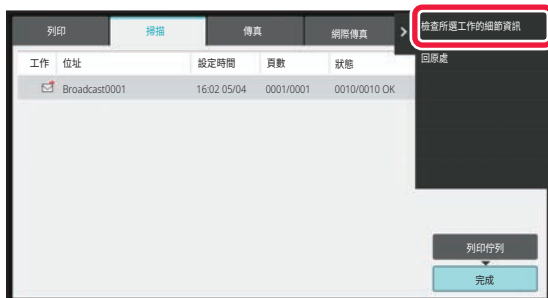 列印 掃描 傳真 網際傳真 > 檢查所選工作的細節資訊
工作 位址 設定時間 頁數 狀態 回原處
Broadcast0001 16:02 05/04 0001/0001 0010/0010 OK
列印佇列
完成